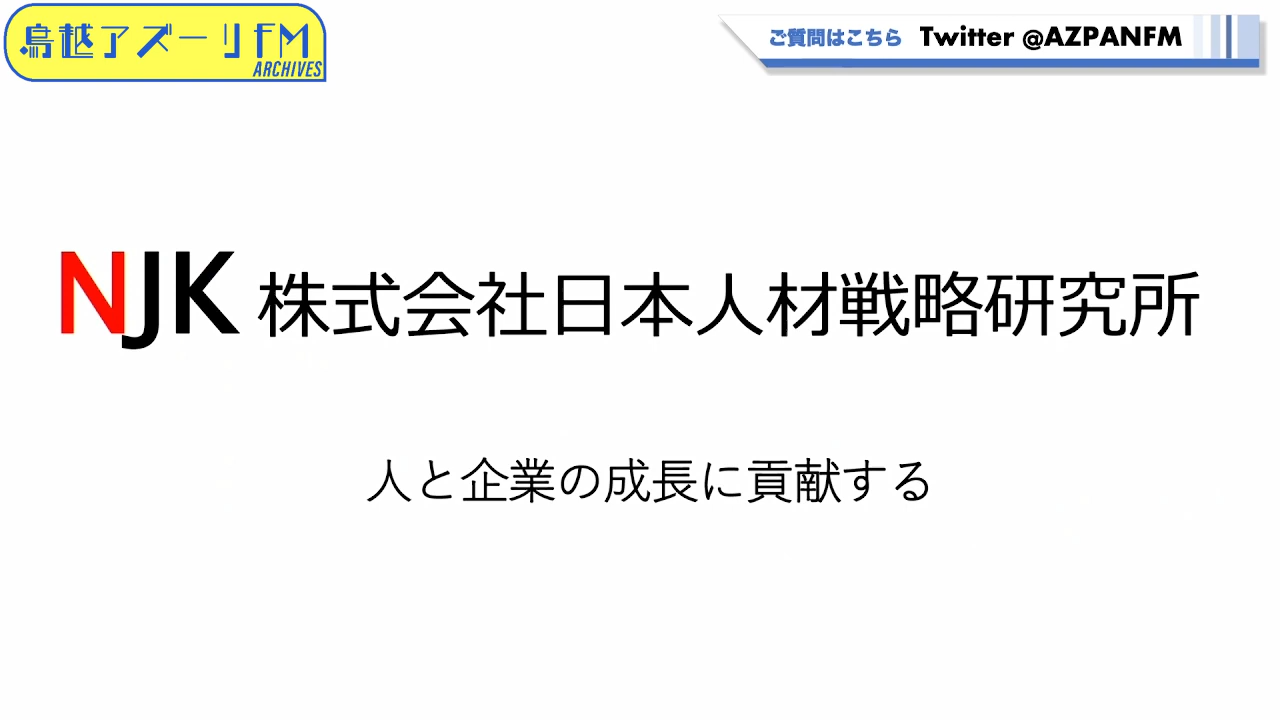 鳥越アズーリFM
ARCHIVES
ご質問はこちら Twitter @AZPANFM
NJK 株式会社日本人材戦略研究所
人と企業の成長に貢献する